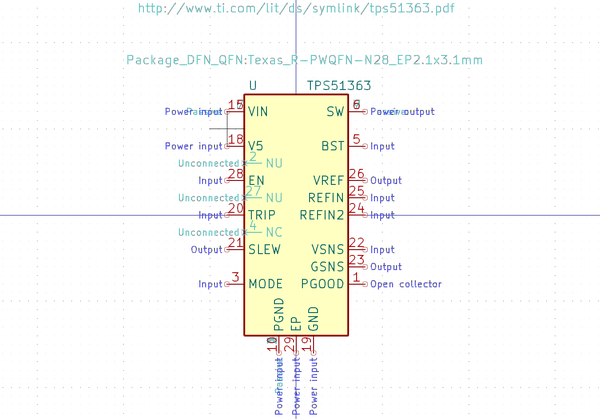 http://www.ti.com/lit/ds/symlink/tps51363.pdf
Package_DFN_QFN:Texas_R-PWQFN-N28_EP2.1x3.1mm
U TPS51363
Power input 15 VIN SW 6 Power output
Power input 18 V5 BST 5 Input
Unconnected 2 NU
Input 28 EN VREF 26 Output
Unconnected 27 NU REFIN 25 Input
Input 20 TRIP REFIN2 24 Input
Unconnected 4 NC
Output 21 SLEW VSNS 22 Input
GSNS 23 Output
Input 3 MODE PGOOD 1 Open collector
PGND EP GND
10 29 19
Power input Power input Power input